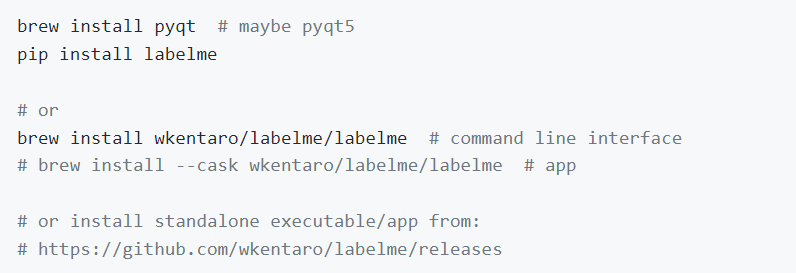 brew install pyqt  # maybe pyqt5
pip install labelme
# or
brew install wkentaro/labelme/labelme  # command line interface
# brew install --cask wkentaro/labelme/labelme  # app
# or install standalone executable/app from:
# https://github.com/wkentaro/labelme/releases